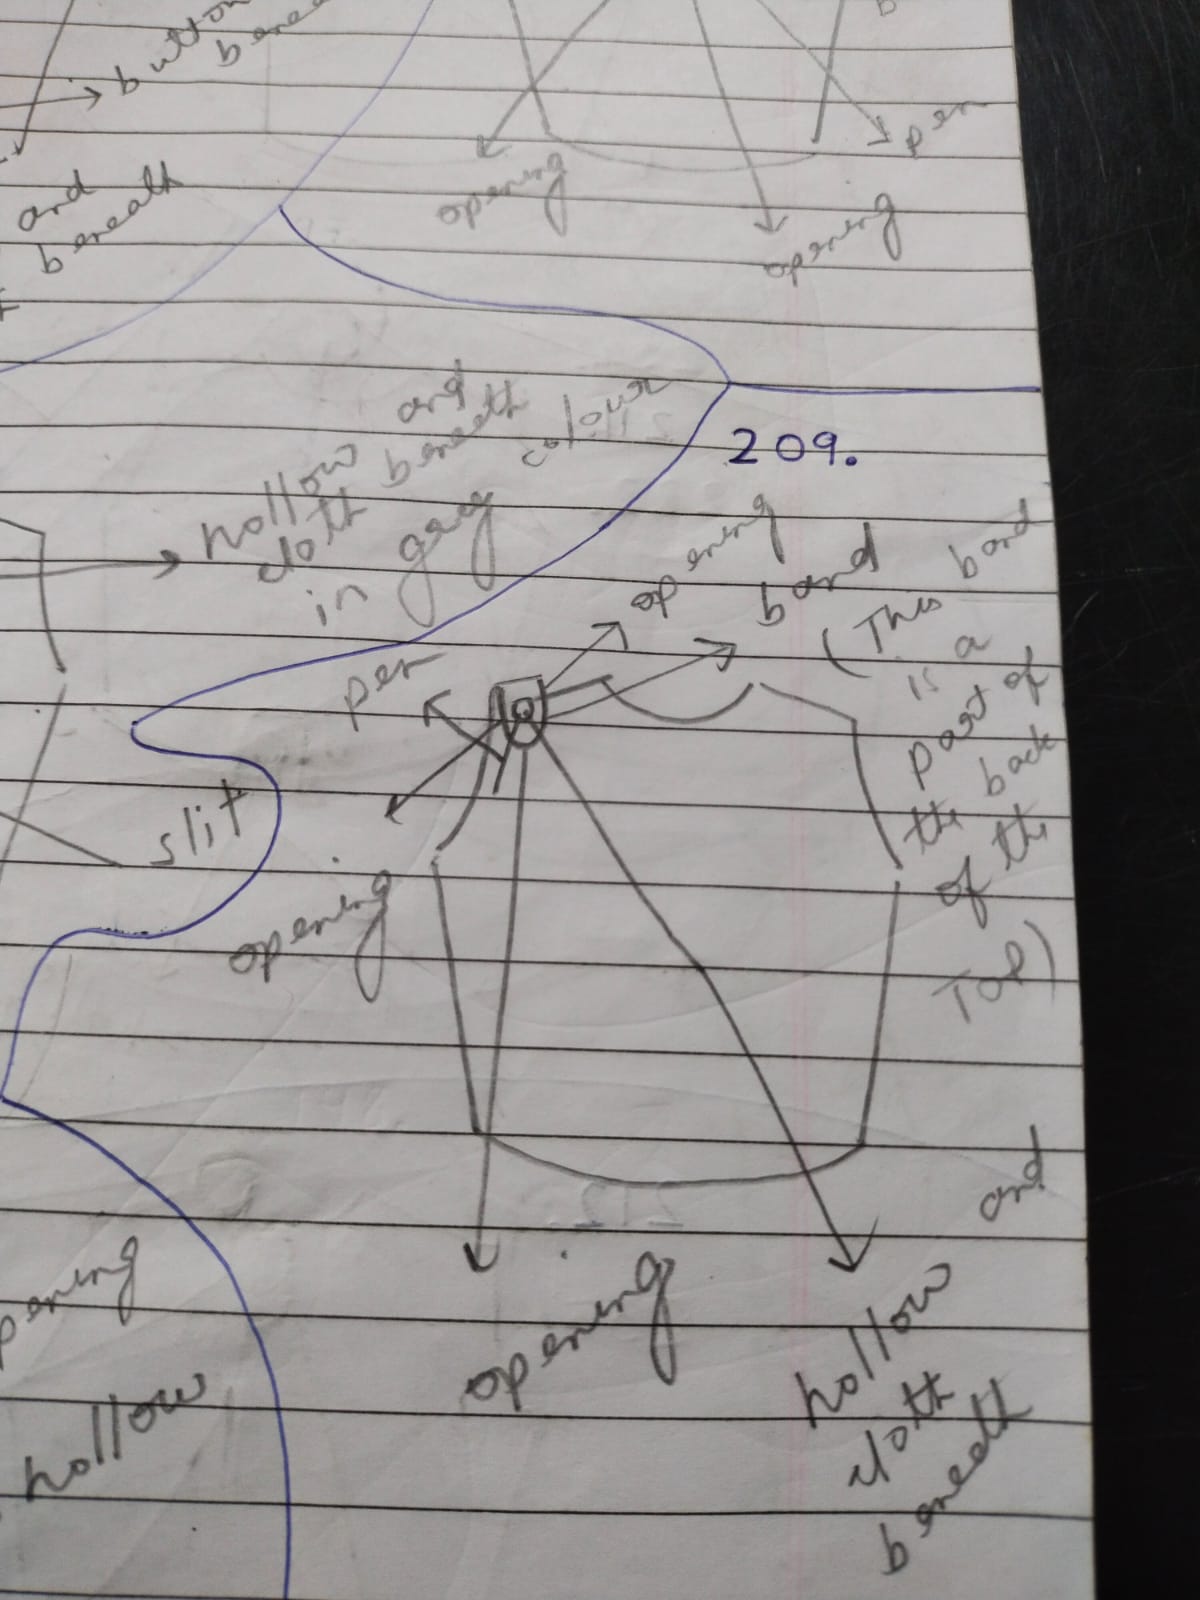 button
beneath
and
beneath
opening
pen
opening
hollow and
cloth beneath
in grey colour
209.
opening
band
(This band
is a
part of
the back
of the
Top)
pen
slit
opening
opening
and
hollow
cloth
beneath
opening
hollow
212.